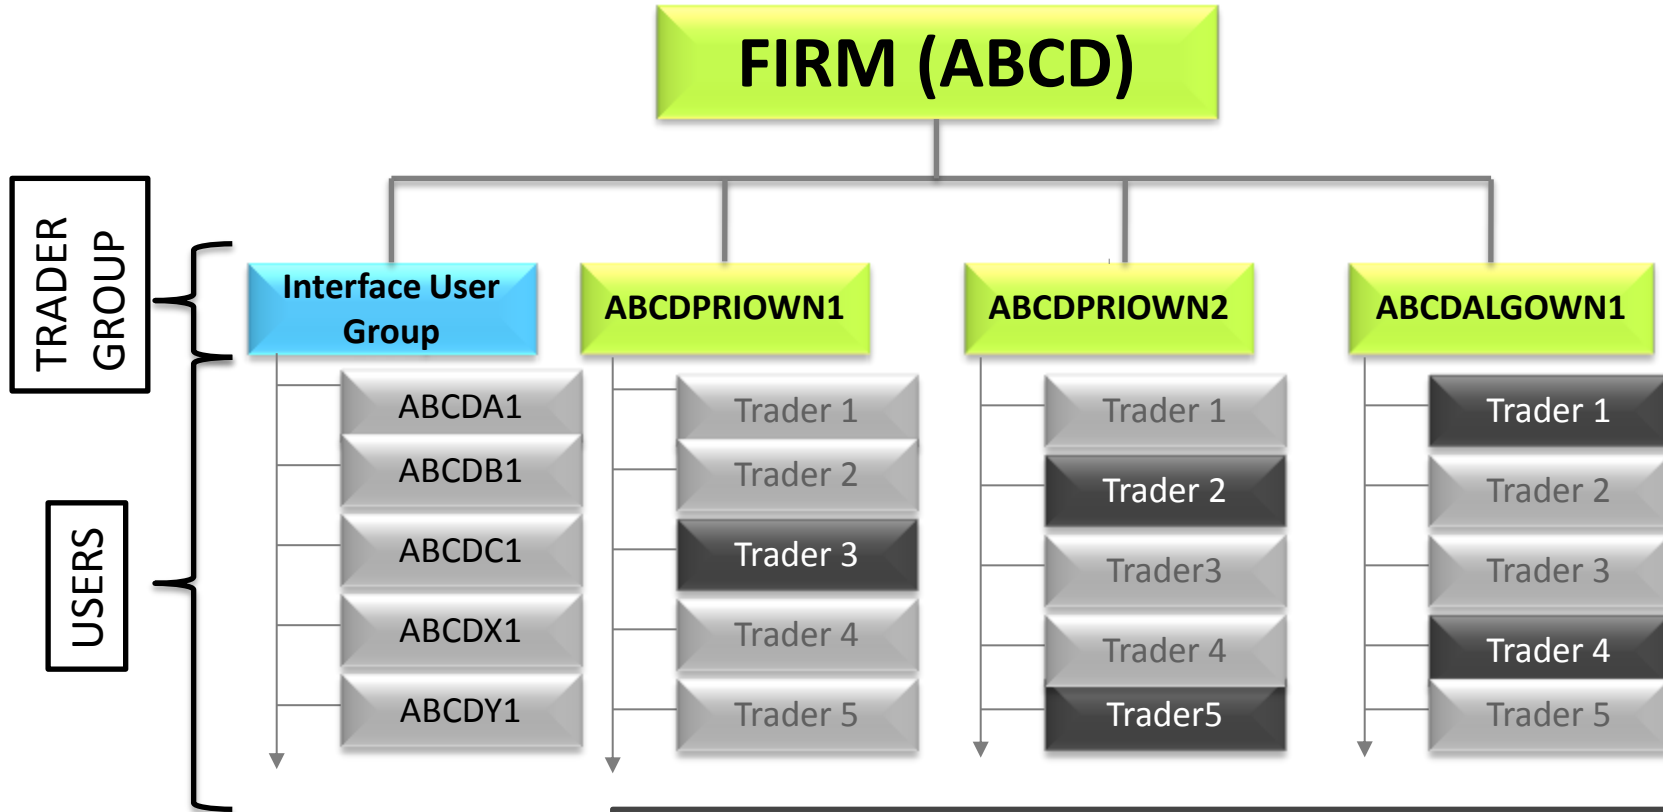 FIRM (ABCD)
TRADER
GROUP
Interface User
Group
ABCDPRIOWN1
ABCDPRIOWN2
ABCDALGOWN1
USERS
ABCDA1
ABCDB1
ABCDC1
ABCDX1
ABCDY1
Trader 1
Trader 2
Trader 3
Trader 4
Trader 5
Trader 1
Trader 2
Trader3
Trader 4
Trader5
Trader 1
Trader 2
Trader 3
Trader 4
Trader 5